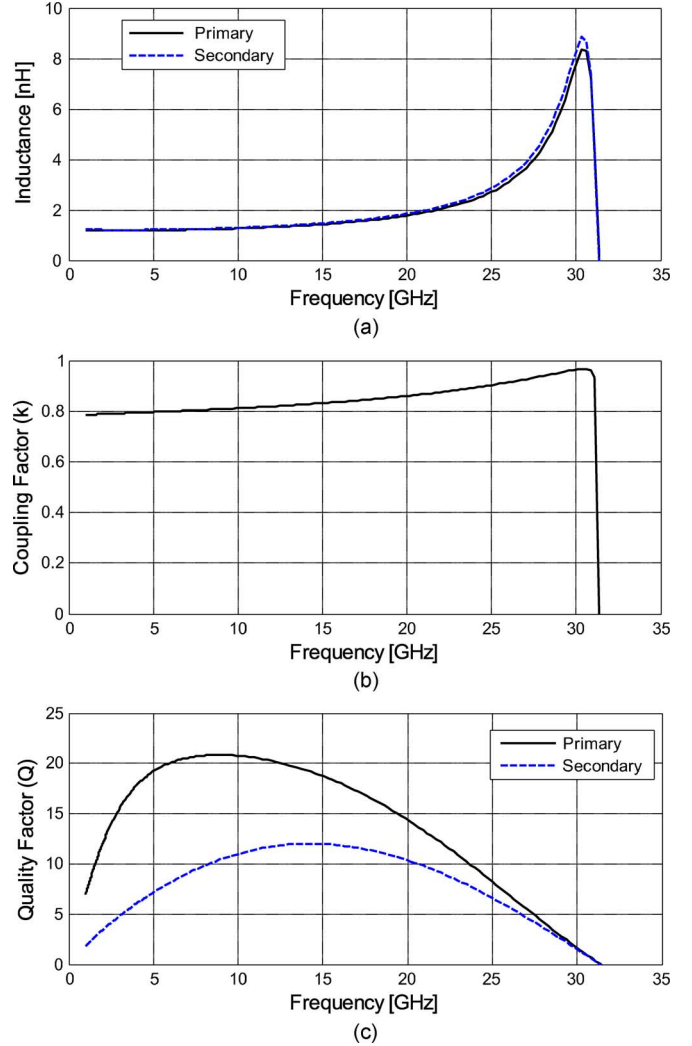 10
8
6
4
2
0
Inductance [nH]
Primary
Secondary
0 5 10 15 20 25 30 35
Frequency [GHz]
(a)
1
0.8
0.6
0.4
0.2
0
Coupling Factor (k)
0 5 10 15 20 25 30 35
Frequency [GHz]
(b)
25
20
15
10
5
0
Quality Factor (Q)
Primary
Secondary
0 5 10 15 20 25 30 35
Frequency [GHz]
(c)